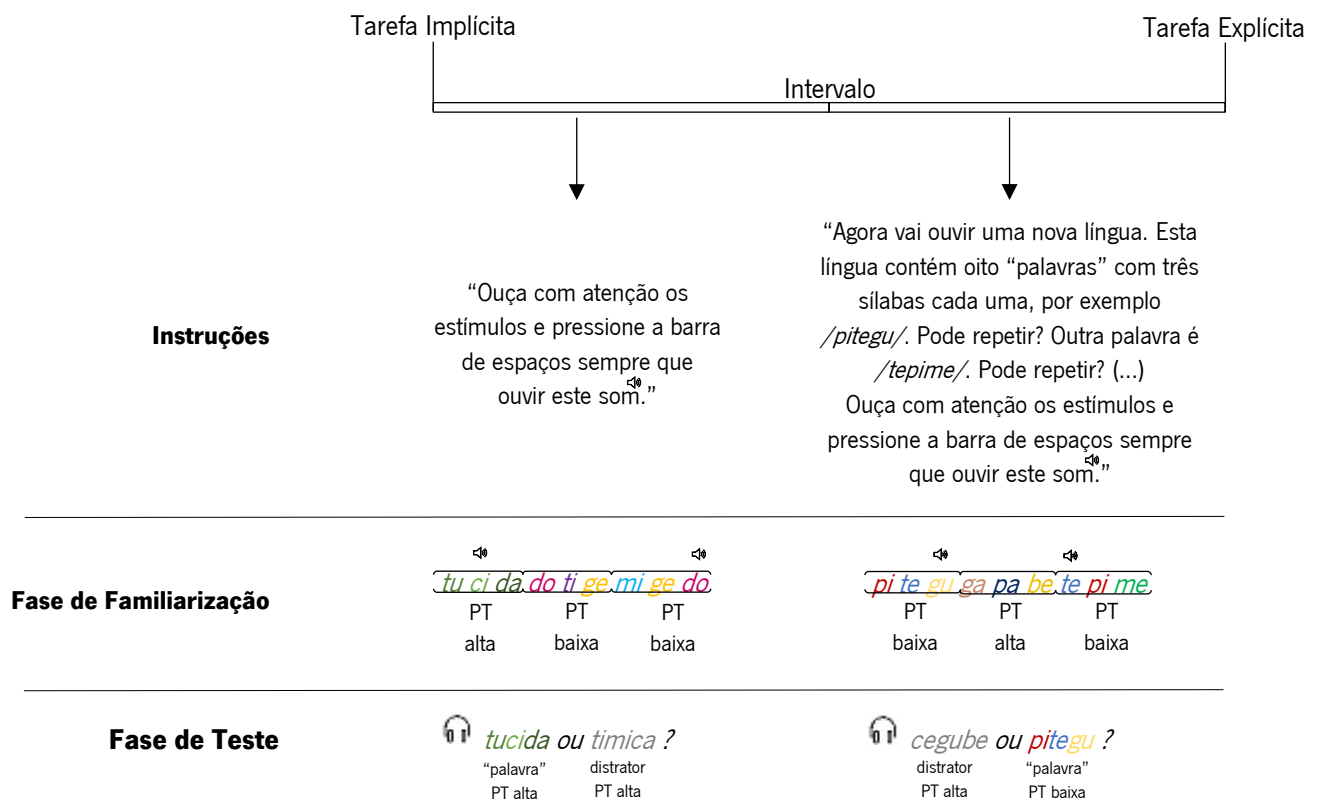 Tarefa Implícita
Tarefa Explícita
Intervalo
Instruções
“Ouça com atenção os
estímulos e pressione a barra
de espaços sempre que
ouvir este som.”
“Agora vai ouvir uma nova língua. Esta
língua contém oito “palavras” com três
sílabas cada uma, por exemplo
/pitegu/. Pode repetir? Outra palavra é
/tepime/. Pode repetir? (...)
Ouça com atenção os estímulos e
pressione a barra de espaços sempre
que ouvir este som.”
Fase de Familiarização
tu ci da do ti ge mi ge do
PT PT PT
alta baixa baixa
pi te gu ga pa be te pi me
PT PT PT
baixa alta baixa
Fase de Teste
tucida ou timica ?
“palavra” distrator
PT alta PT alta
cegube ou pitegu ?
distrator “palavra”
PT alta PT baixa